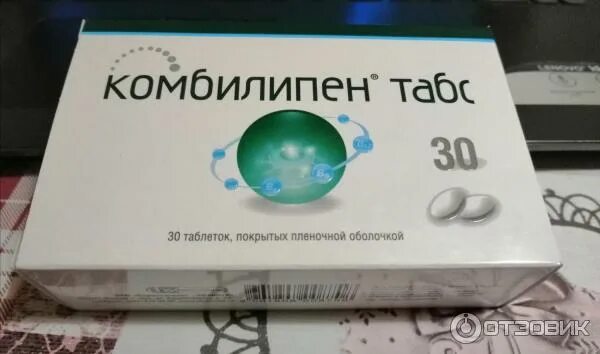 комбилипен® табс
30
30 таблеток, покрытых пленочной оболочкой
ОТЗОВИК